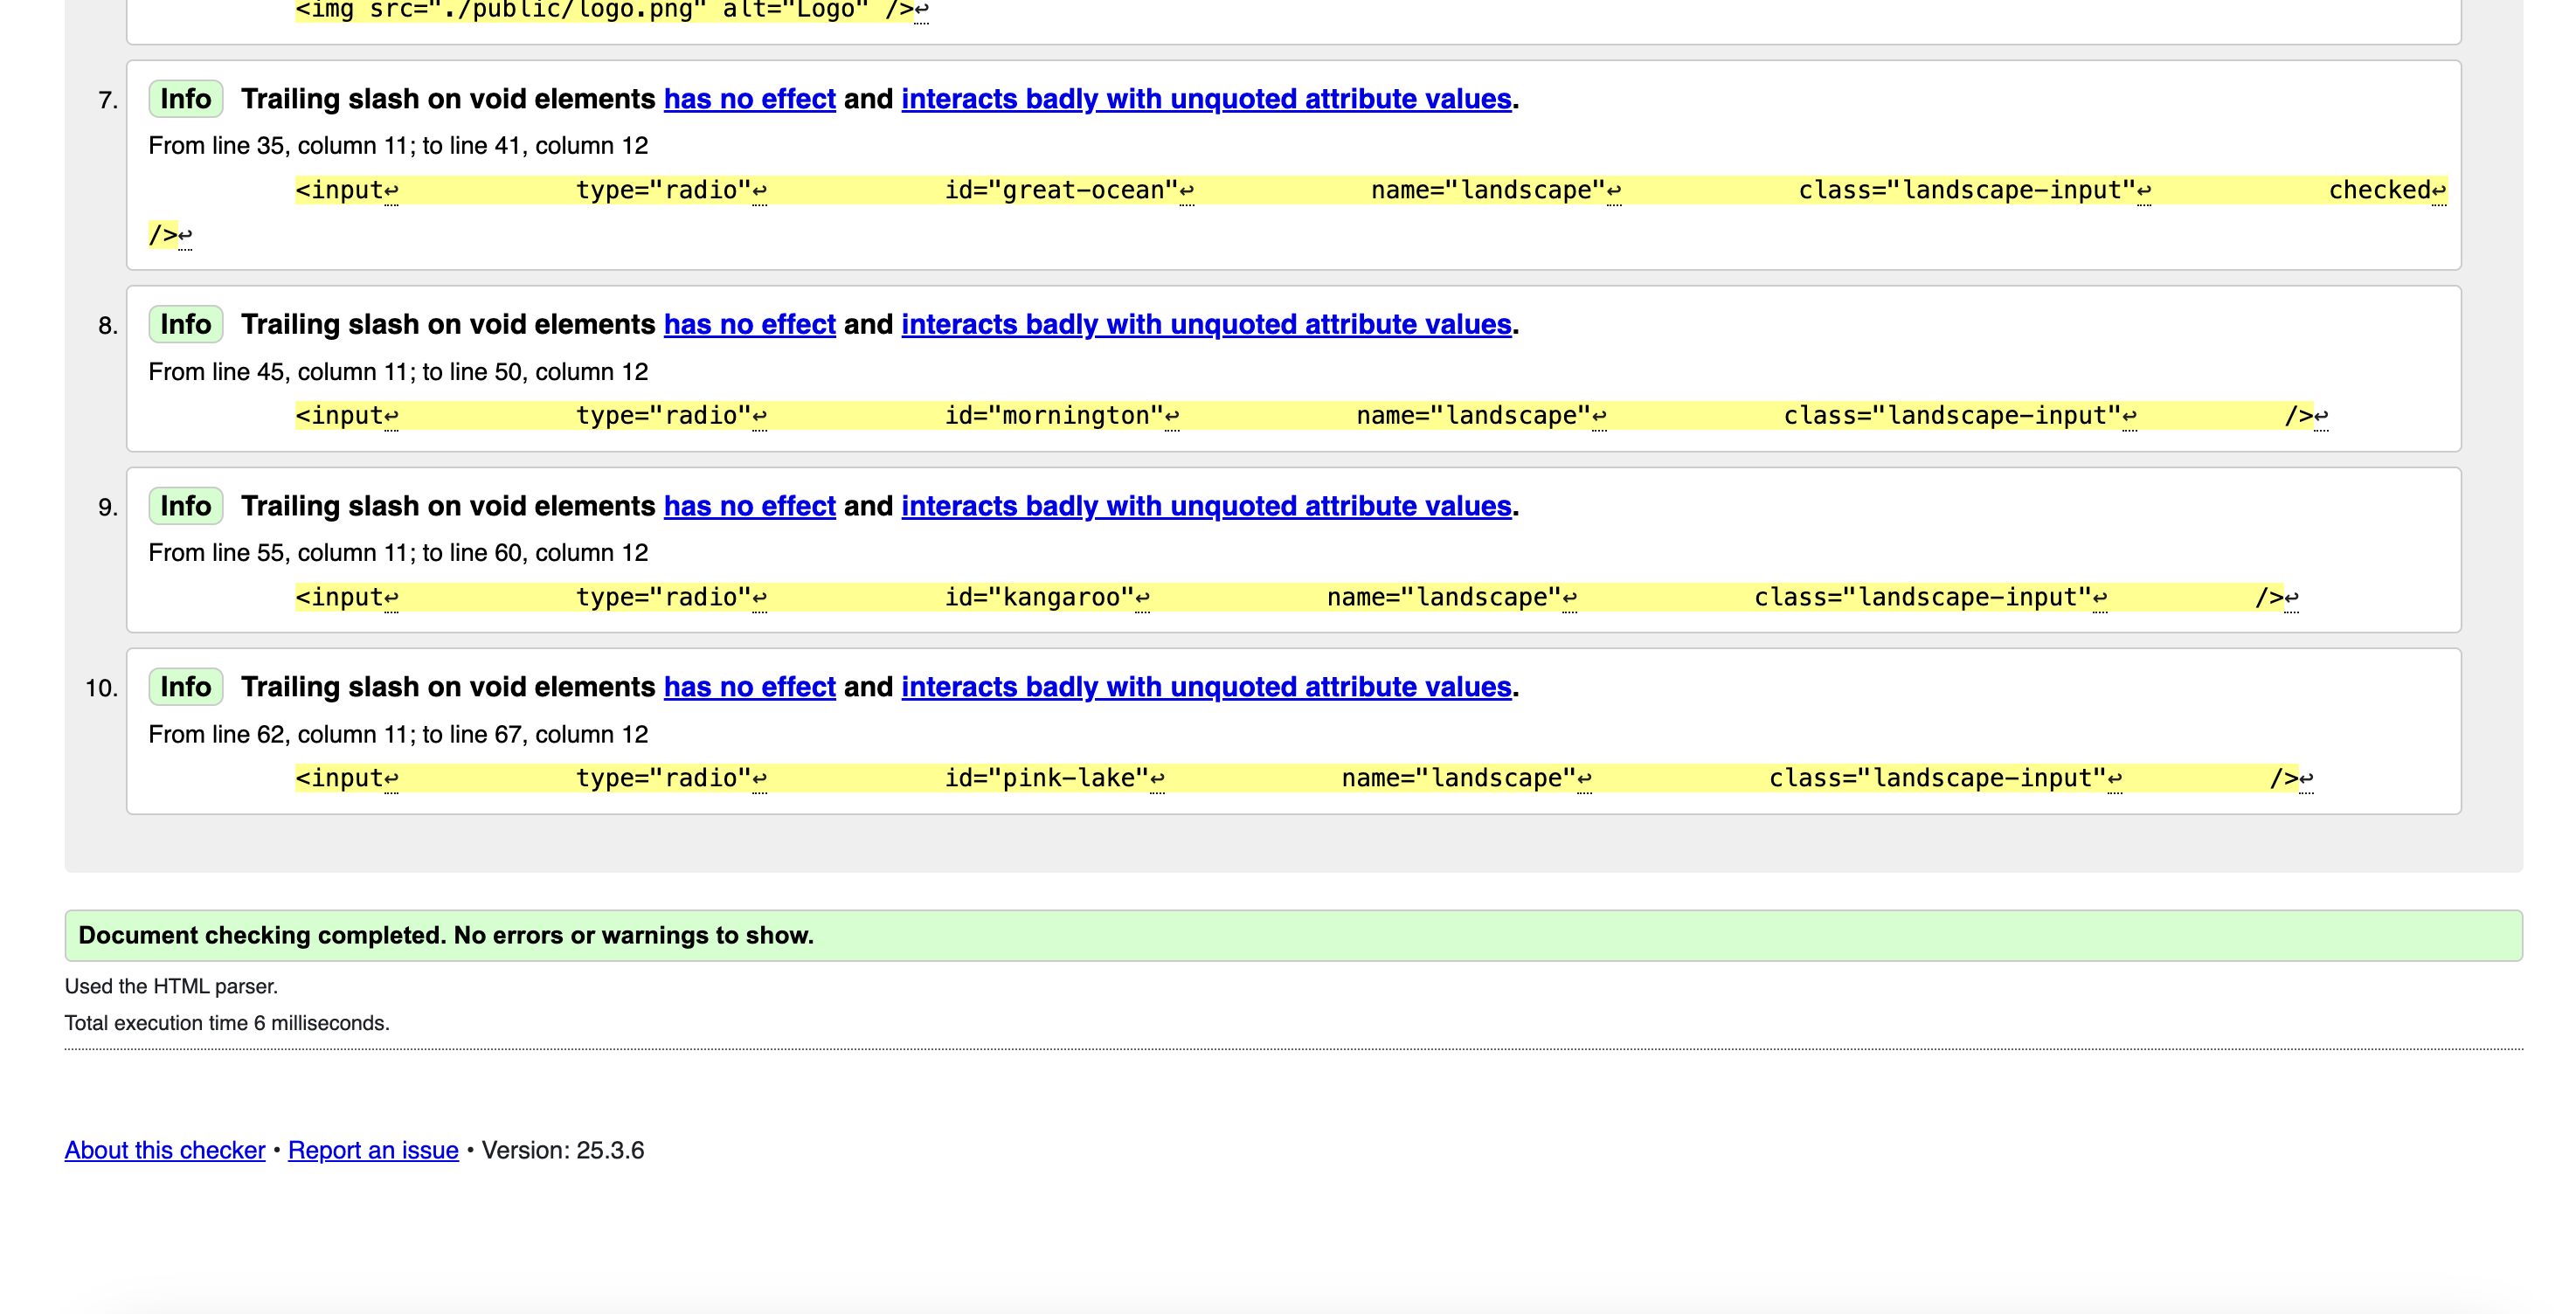 <img src="./public/logo.png" alt="Logo" />↩
7. Info Trailing slash on void elements has no effect and interacts badly with unquoted attribute values.
From line 35, column 11; to line 41, column 12
<input↩ type="radio"↩ id="great-ocean"↩ name="landscape"↩ class="landscape-input"↩ checked↩
/>↩
8. Info Trailing slash on void elements has no effect and interacts badly with unquoted attribute values.
From line 45, column 11; to line 50, column 12
<input↩ type="radio"↩ id="mornington"↩ name="landscape"↩ class="landscape-input"↩ />↩
9. Info Trailing slash on void elements has no effect and interacts badly with unquoted attribute values.
From line 55, column 11; to line 60, column 12
<input↩ type="radio"↩ id="kangaroo"↩ name="landscape"↩ class="landscape-input"↩ />↩
10. Info Trailing slash on void elements has no effect and interacts badly with unquoted attribute values.
From line 62, column 11; to line 67, column 12
<input↩ type="radio"↩ id="pink-lake"↩ name="landscape"↩ class="landscape-input"↩ />↩
Document checking completed. No errors or warnings to show.
Used the HTML parser.
Total execution time 6 milliseconds.
About this checker • Report an issue • Version: 25.3.6